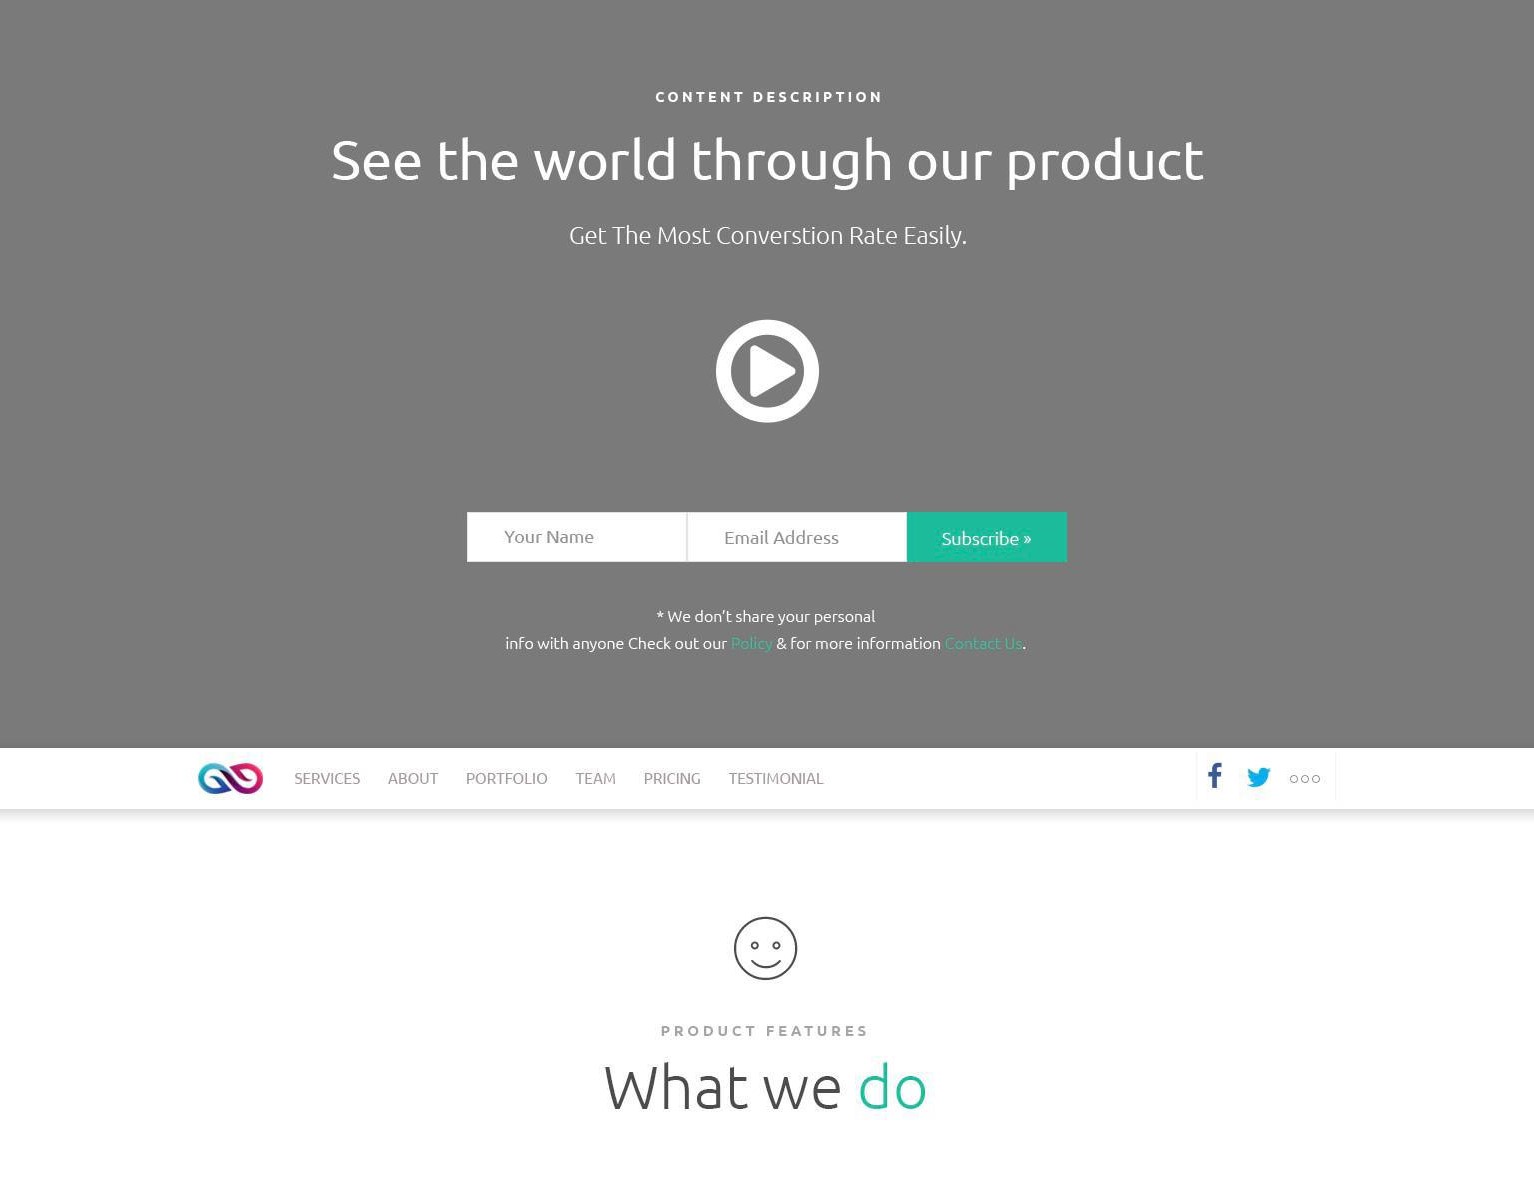 CONTENT DESCRIPTION
See the world through our product
Get The Most Converstion Rate Easily.
Your Name
Email Address
Subscribe »
* We don’t share your personal
info with anyone Check out our Policy & for more information Contact Us.
SERVICES
ABOUT
PORTFOLIO
TEAM
PRICING
TESTIMONIAL
PRODUCT FEATURES
What we do